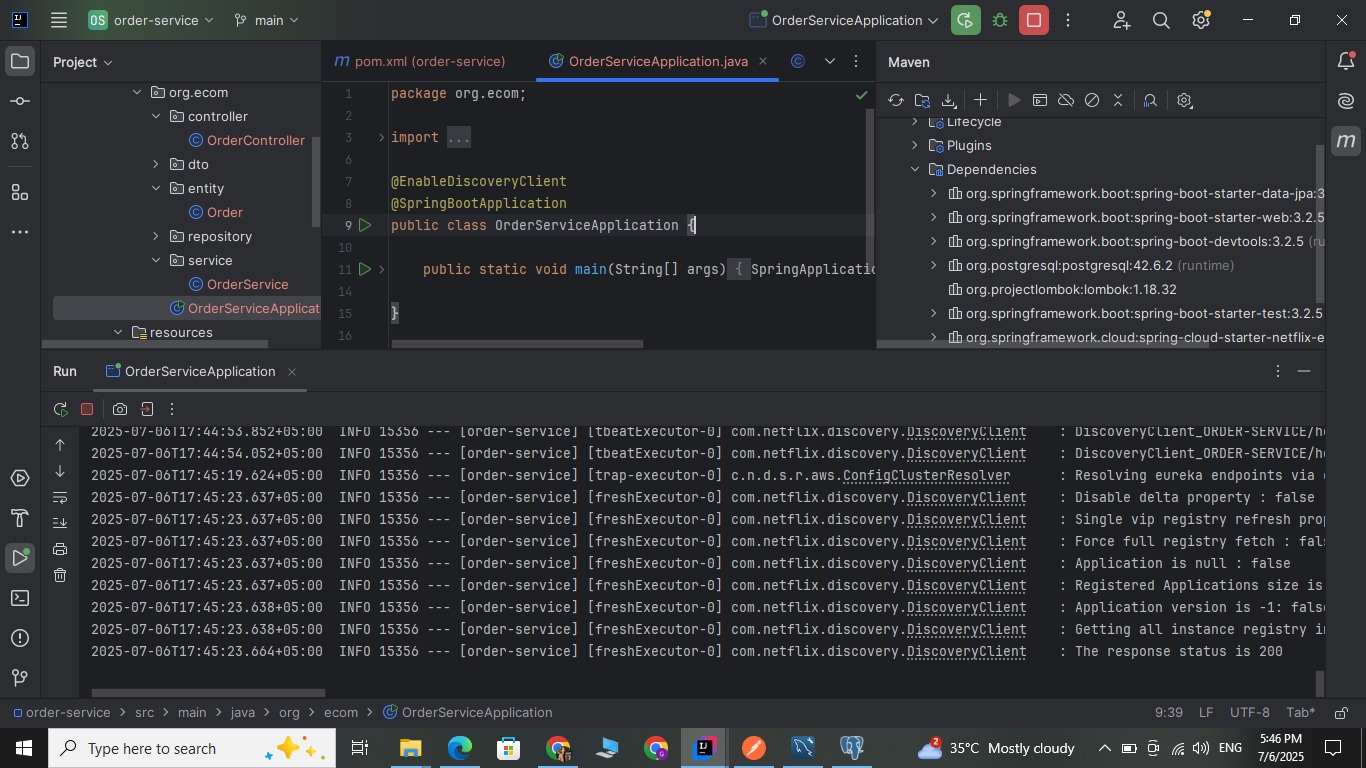 OS order-service main OrderServiceApplication
Project
m pom.xml (order-service) OrderServiceApplication.java
Maven
org.ecom
controller
OrderController
dto
entity
Order
repository
service
OrderService
OrderServiceApplicat
resources
1 package org.ecom;
2
3 import ...
6
7 @EnableDiscoveryClient
8 @SpringBootApplication
9 public class OrderServiceApplication {
10
11 public static void main(String[] args) { SpringApplicatio
14
15 }
16
Lifecycle
Plugins
Dependencies
org.springframework.boot:spring-boot-starter-data-jpa:3
org.springframework.boot:spring-boot-starter-web:3.2.5
org.springframework.boot:spring-boot-devtools:3.2.5 (ru
org.postgresql:postgresql:42.6.2 (runtime)
org.projectlombok:lombok:1.18.32
org.springframework.boot:spring-boot-starter-test:3.2.5
org.springframework.cloud:spring-cloud-starter-netflix-e
Run OrderServiceApplication
2025-07-06T17:44:53.852+05:00 INFO 15356 --- [order-service] [tbeatExecutor-0] com.netflix.discovery.DiscoveryClient : DiscoveryClient_ORDER-SERVICE/he
2025-07-06T17:44:54.052+05:00 INFO 15356 --- [order-service] [tbeatExecutor-0] com.netflix.discovery.DiscoveryClient : DiscoveryClient_ORDER-SERVICE/he
2025-07-06T17:45:19.624+05:00 INFO 15356 --- [order-service] [trap-executor-0] c.n.d.s.r.aws.ConfigClusterResolver : Resolving eureka endpoints via c
2025-07-06T17:45:23.637+05:00 INFO 15356 --- [order-service] [freshExecutor-0] com.netflix.discovery.DiscoveryClient : Disable delta property : false
2025-07-06T17:45:23.637+05:00 INFO 15356 --- [order-service] [freshExecutor-0] com.netflix.discovery.DiscoveryClient : Single vip registry refresh prop
2025-07-06T17:45:23.637+05:00 INFO 15356 --- [order-service] [freshExecutor-0] com.netflix.discovery.DiscoveryClient : Force full registry fetch : fals
2025-07-06T17:45:23.637+05:00 INFO 15356 --- [order-service] [freshExecutor-0] com.netflix.discovery.DiscoveryClient : Application is null : false
2025-07-06T17:45:23.637+05:00 INFO 15356 --- [order-service] [freshExecutor-0] com.netflix.discovery.DiscoveryClient : Registered Applications size is
2025-07-06T17:45:23.638+05:00 INFO 15356 --- [order-service] [freshExecutor-0] com.netflix.discovery.DiscoveryClient : Application version is -1: fals
2025-07-06T17:45:23.638+05:00 INFO 15356 --- [order-service] [freshExecutor-0] com.netflix.discovery.DiscoveryClient : Getting all instance registry in
2025-07-06T17:45:23.664+05:00 INFO 15356 --- [order-service] [freshExecutor-0] com.netflix.discovery.DiscoveryClient : The response status is 200
order-service > src > main > java > org > ecom > OrderServiceApplication 9:39 LF UTF-8 Tab*
Type here to search 2 35°C Mostly cloudy ENG 5:46 PM
7/6/2025